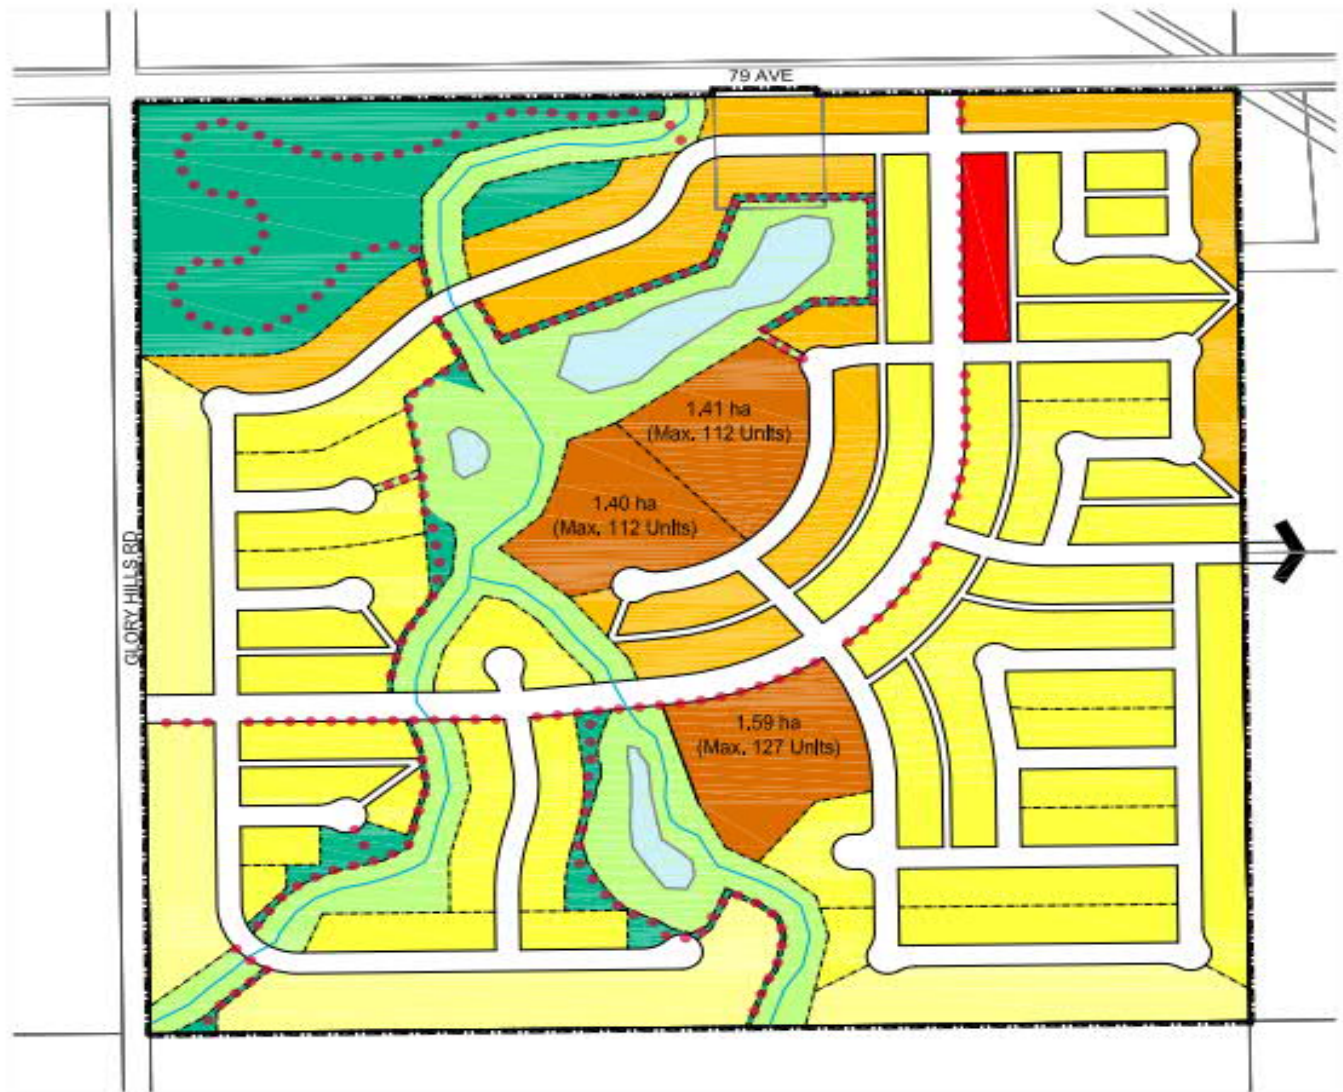 79 AVE
1.41 ha
(Max. 112 Units)
1.40 ha
(Max. 112 Units)
GLORY HILLS RD
1.59 ha
(Max. 127 Units)